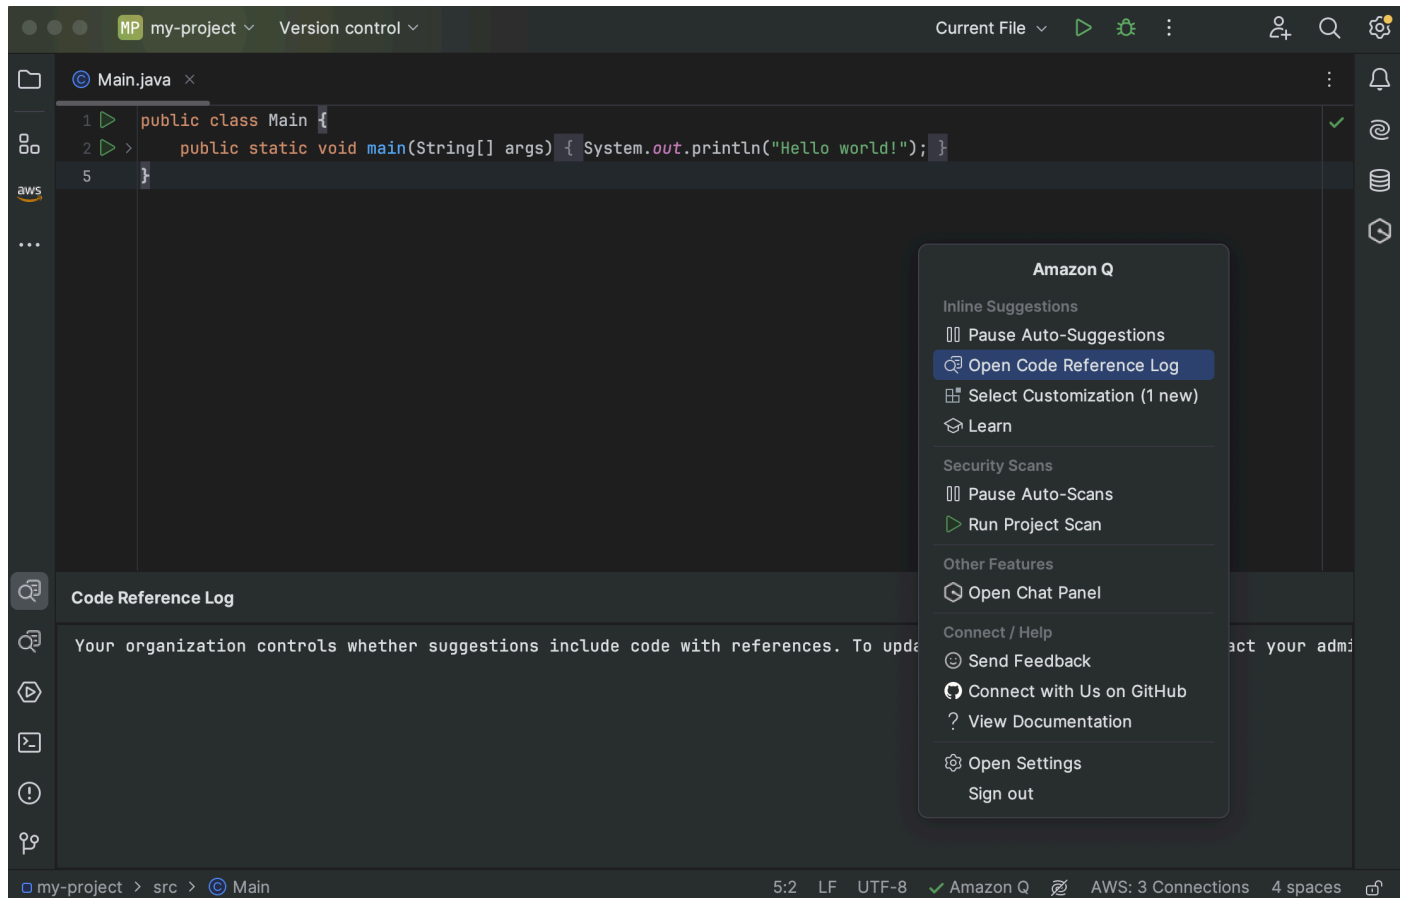 MP my-project Version control Current File
Main.java
1 public class Main {
2 public static void main(String[] args) { System.out.println("Hello world!"); }
5 }
aws
Amazon Q
Inline Suggestions
Pause Auto-Suggestions
Open Code Reference Log
Select Customization (1 new)
Learn
Security Scans
Pause Auto-Scans
Run Project Scan
Other Features
Open Chat Panel
Connect / Help
Send Feedback
Connect with Us on GitHub
View Documentation
Open Settings
Sign out
Code Reference Log
Your organization controls whether suggestions include code with references. To upda act your admi
my-project > src > Main 5:2 LF UTF-8 Amazon Q AWS: 3 Connections 4 spaces